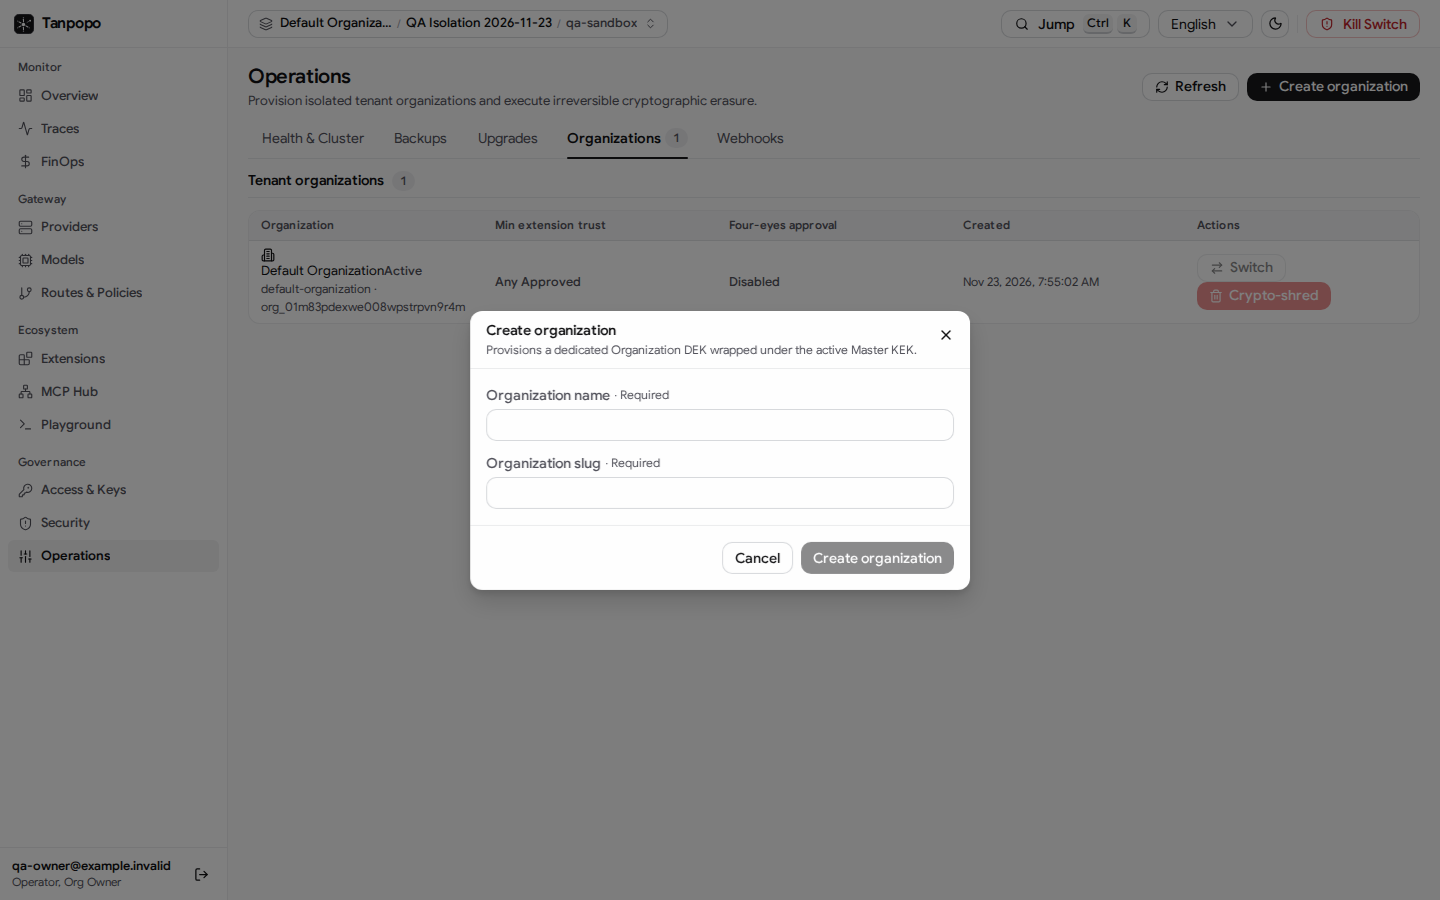 Tanpopo
Default Organiza... / QA Isolation 2026-11-23 / qa-sandbox
Jump Ctrl K
English
Kill Switch
Monitor
Overview
Traces
FinOps
Gateway
Providers
Models
Routes & Policies
Ecosystem
Extensions
MCP Hub
Playground
Governance
Access & Keys
Security
Operations
qa-owner@example.invalid
Operator, Org Owner
Operations
Provision isolated tenant organizations and execute irreversible cryptographic erasure.
Refresh
Create organization
Health & Cluster Backups Upgrades Organizations 1 Webhooks
Tenant organizations 1
Organization Min extension trust Four-eyes approval Created Actions
Default OrganizationActive
default-organization ·
org_01m83pdexwe008wpstrpvn9r4m
Any Approved
Disabled
Nov 23, 2026, 7:55:02 AM
Switch
Crypto-shred
Create organization
Provisions a dedicated Organization DEK wrapped under the active Master KEK.
Organization name · Required
Organization slug · Required
Cancel
Create organization